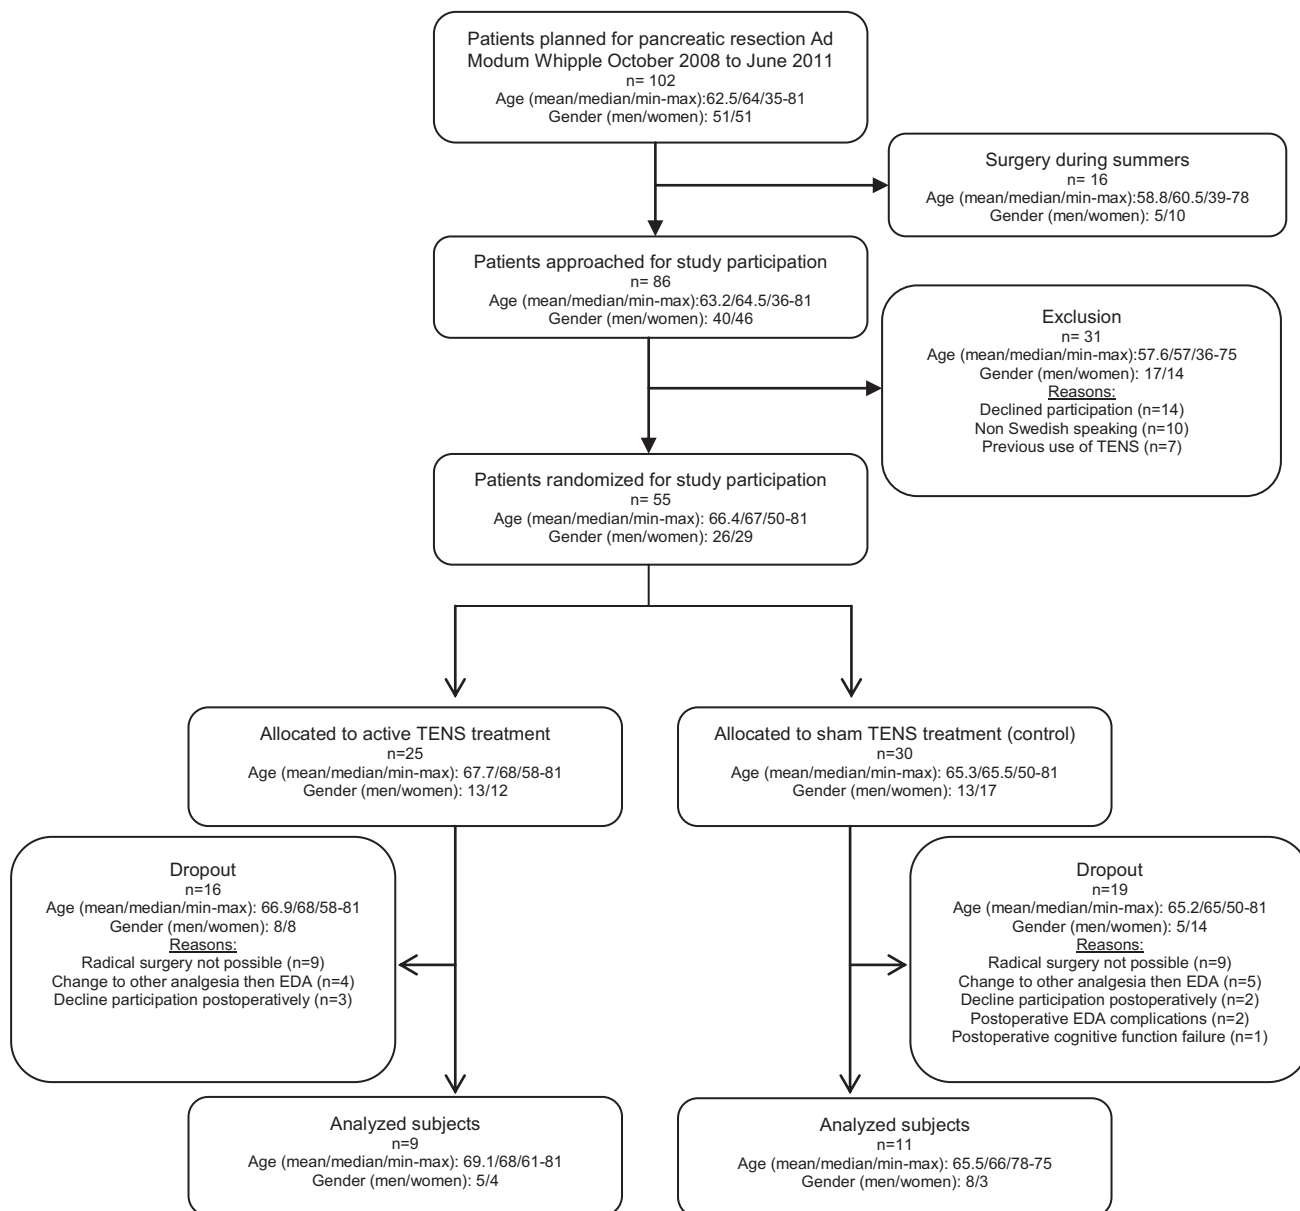 Patients planned for pancreatic resection Ad
Modum Whipple October 2008 to June 2011
n= 102
Age (mean/median/min-max):62.5/64/35-81
Gender (men/women): 51/51
Surgery during summers
n= 16
Age (mean/median/min-max):58.8/60.5/39-78
Gender (men/women): 5/10
Patients approached for study participation
n= 86
Age (mean/median/min-max):63.2/64.5/36-81
Gender (men/women): 40/46
Exclusion
n= 31
Age (mean/median/min-max):57.6/57/36-75
Gender (men/women): 17/14
Reasons:
Declined participation (n=14)
Non Swedish speaking (n=10)
Previous use of TENS (n=7)
Patients randomized for study participation
n= 55
Age (mean/median/min-max): 66.4/67/50-81
Gender (men/women): 26/29
Allocated to active TENS treatment
n=25
Age (mean/median/min-max): 67.7/68/58-81
Gender (men/women): 13/12
Allocated to sham TENS treatment (control)
n=30
Age (mean/median/min-max): 65.3/65.5/50-81
Gender (men/women): 13/17
Dropout
n=16
Age (mean/median/min-max): 66.9/68/58-81
Gender (men/women): 8/8
Reasons:
Radical surgery not possible (n=9)
Change to other analgesia then EDA (n=4)
Decline participation postoperatively (n=3)
Dropout
n=19
Age (mean/median/min-max): 65.2/65/50-81
Gender (men/women): 5/14
Reasons:
Radical surgery not possible (n=9)
Change to other analgesia then EDA (n=5)
Decline participation postoperatively (n=2)
Postoperative EDA complications (n=2)
Postoperative cognitive function failure (n=1)
Analyzed subjects
n=9
Age (mean/median/min-max): 69.1/68/61-81
Gender (men/women): 5/4
Analyzed subjects
n=11
Age (mean/median/min-max): 65.5/66/78-75
Gender (men/women): 8/3